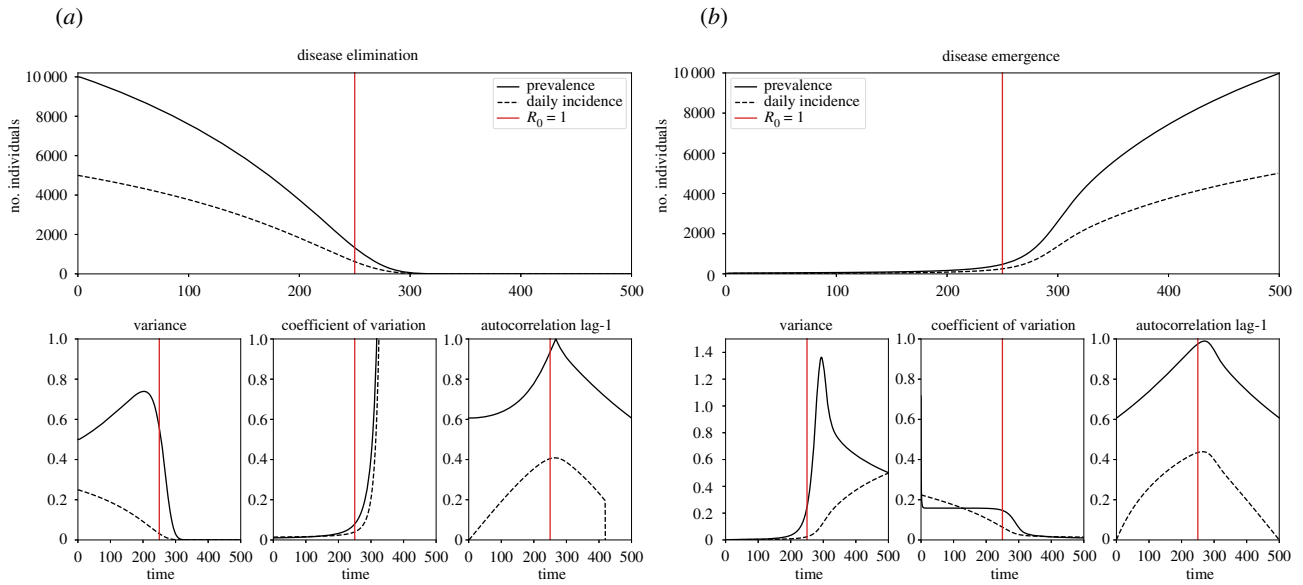 (a)
disease elimination
no. individuals
10 000
8000
6000
4000
2000
0
prevalence
daily incidence
R0 = 1
0 100 200 300 400 500
variance
1.0
0.8
0.6
0.4
0.2
0
0 100 200 300 400 500
time
coefficient of variation
1.0
0.8
0.6
0.4
0.2
0
0 100 200 300 400 500
time
autocorrelation lag-1
1.0
0.8
0.6
0.4
0.2
0
0 100 200 300 400 500
time
(b)
disease emergence
no. individuals
10 000
8000
6000
4000
2000
0
prevalence
daily incidence
R0 = 1
0 100 200 300 400 500
variance
1.4
1.2
1.0
0.8
0.6
0.4
0.2
0
0 100 200 300 400 500
time
coefficient of variation
1.0
0.8
0.6
0.4
0.2
0
0 100 200 300 400 500
time
autocorrelation lag-1
1.0
0.8
0.6
0.4
0.2
0
0 100 200 300 400 500
time